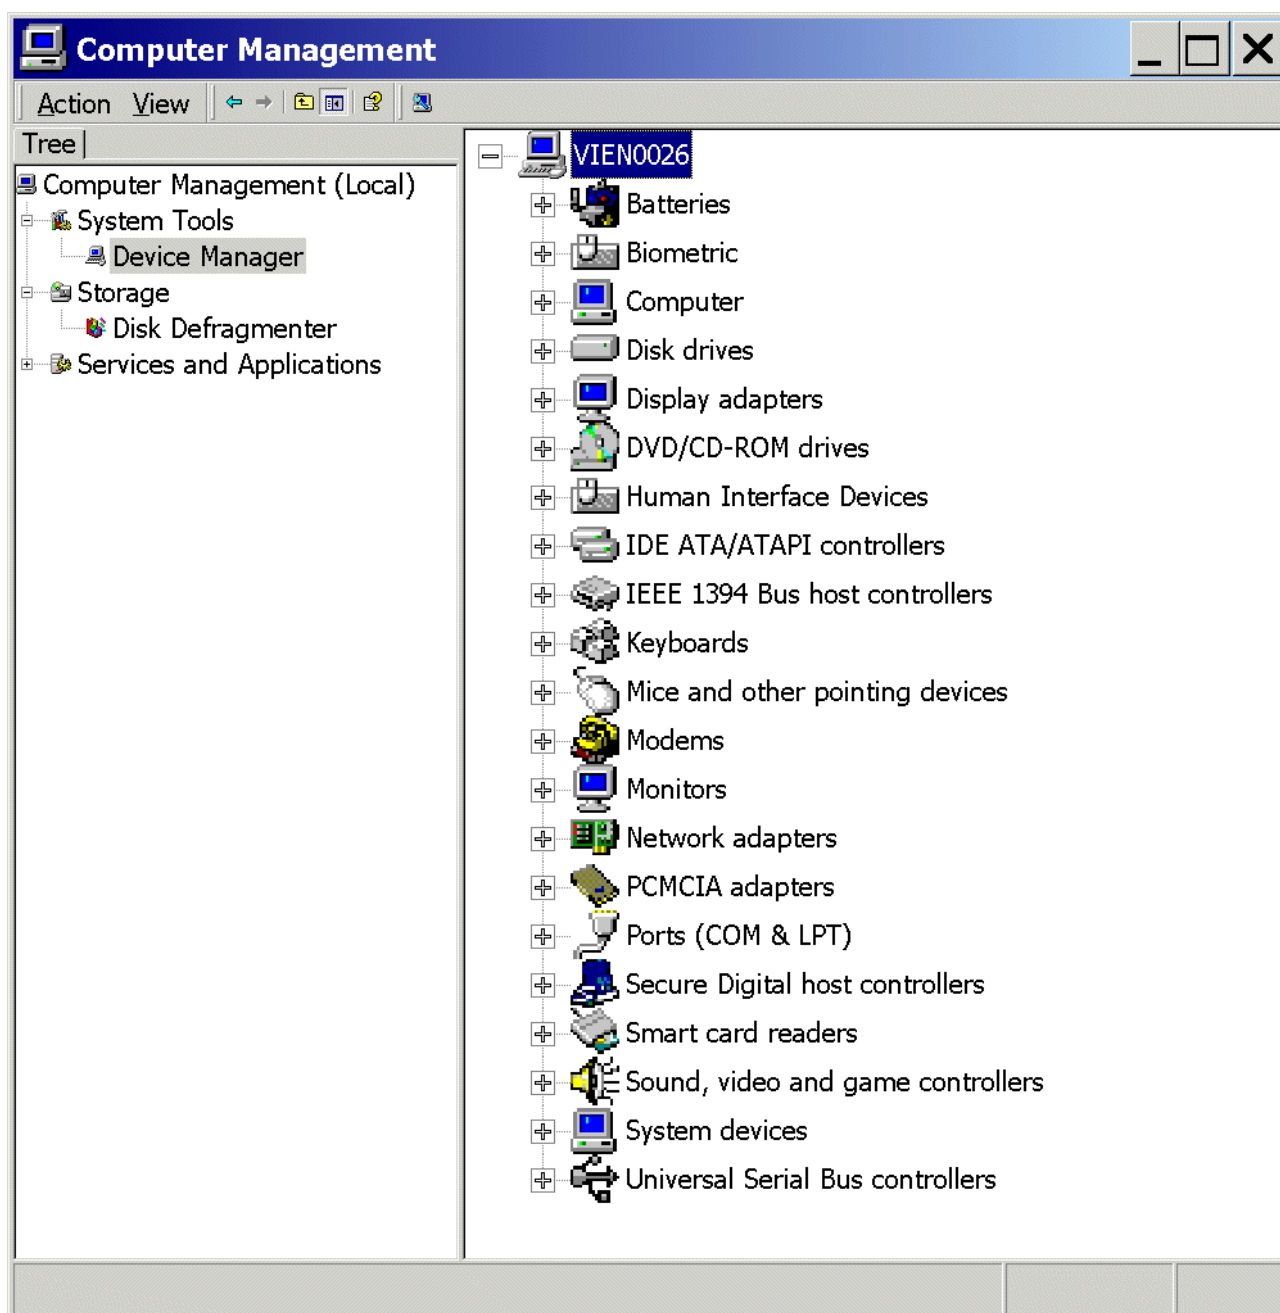 Computer Management
Action View
Tree
Computer Management (Local)
System Tools
Device Manager
Storage
Disk Defragmenter
Services and Applications
VIEN0026
Batteries
Biometric
Computer
Disk drives
Display adapters
DVD/CD-ROM drives
Human Interface Devices
IDE ATA/ATAPI controllers
IEEE 1394 Bus host controllers
Keyboards
Mice and other pointing devices
Modems
Monitors
Network adapters
PCMCIA adapters
Ports (COM & LPT)
Secure Digital host controllers
Smart card readers
Sound, video and game controllers
System devices
Universal Serial Bus controllers